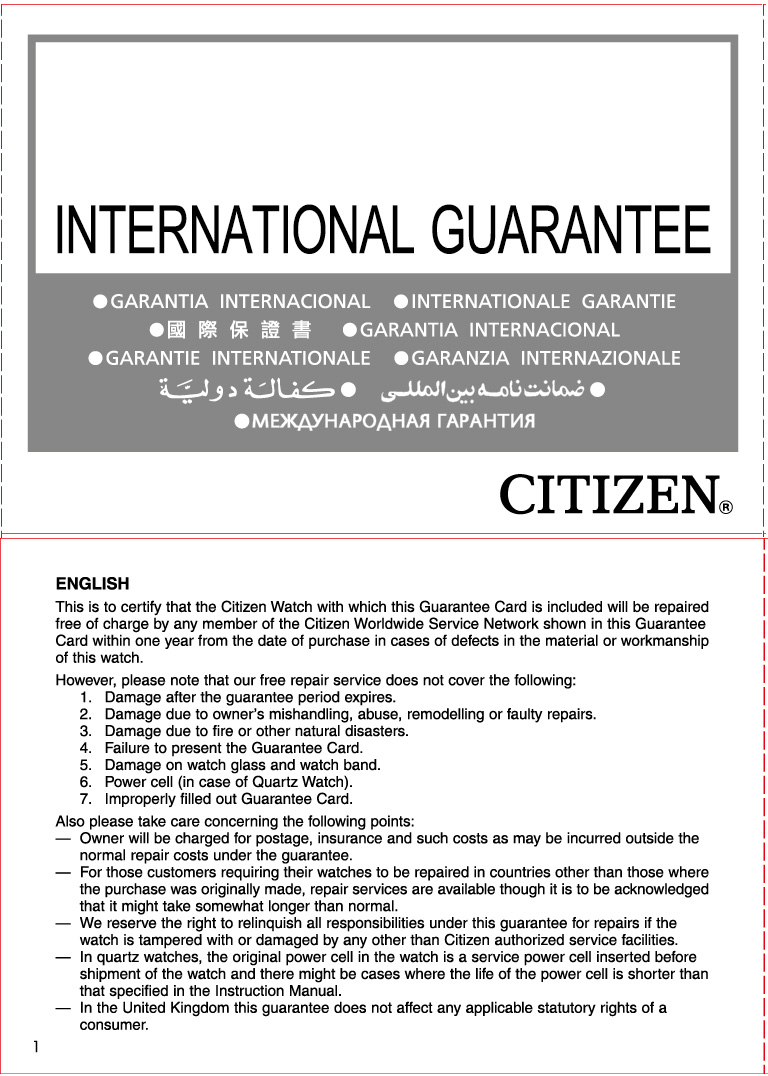 INTERNATIONAL GUARANTEE
●GARANTIA INTERNACIONAL ●INTERNATIONALE GARANTIE
●國際保證書 ●GARANTIA INTERNACIONAL
●GARANTIE INTERNATIONALE ●GARANZIA INTERNAZIONALE
● ضمانت نامه بین المللی ● كفالة دوليّة
●МЕЖДУНАРОДНАЯ ГАРАНТИЯ
CITIZEN®
ENGLISH
This is to certify that the Citizen Watch with which this Guarantee Card is included will be repaired
free of charge by any member of the Citizen Worldwide Service Network shown in this Guarantee
Card within one year from the date of purchase in cases of defects in the material or workmanship
of this watch.
However, please note that our free repair service does not cover the following:
1. Damage after the guarantee period expires.
2. Damage due to owner's mishandling, abuse, remodelling or faulty repairs.
3. Damage due to fire or other natural disasters.
4. Failure to present the Guarantee Card.
5. Damage on watch glass and watch band.
6. Power cell (in case of Quartz Watch).
7. Improperly filled out Guarantee Card.
Also please take care concerning the following points:
— Owner will be charged for postage, insurance and such costs as may be incurred outside the
normal repair costs under the guarantee.
— For those customers requiring their watches to be repaired in countries other than those where
the purchase was originally made, repair services are available though it is to be acknowledged
that it might take somewhat longer than normal.
— We reserve the right to relinquish all responsibilities under this guarantee for repairs if the
watch is tampered with or damaged by any other than Citizen authorized service facilities.
— In quartz watches, the original power cell in the watch is a service power cell inserted before
shipment of the watch and there might be cases where the life of the power cell is shorter than
that specified in the Instruction Manual.
— In the United Kingdom this guarantee does not affect any applicable statutory rights of a
consumer.
1